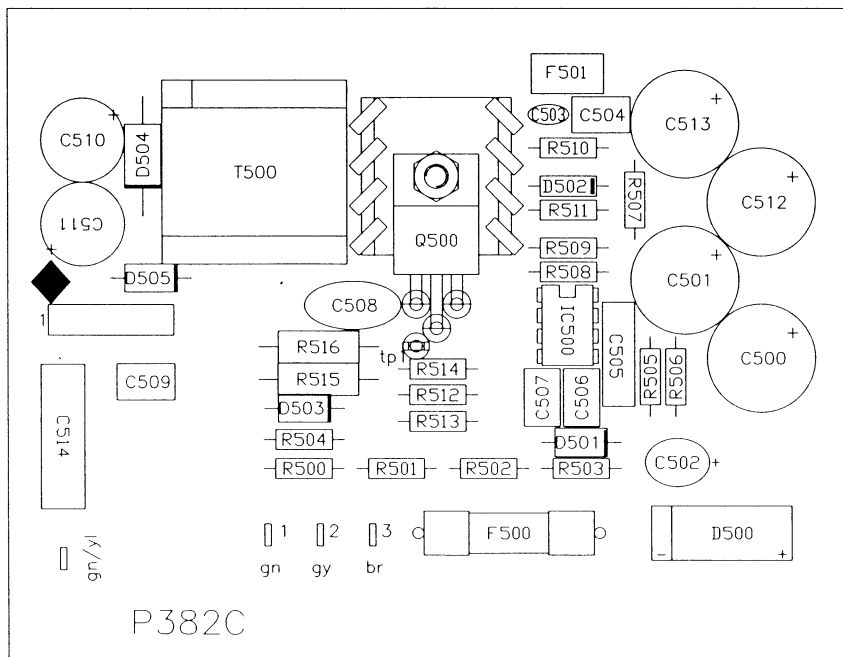 F501
C503
C504
C513
C510
D504
T500
R510
D502
R511
R507
C512
C511
Q500
R509
R508
C501
D505
C508
IC500
C505
1
R516
tp1
R514
R505
R506
C500
C509
R515
R512
C507
C506
D503
R513
C514
R504
D501
R500
R501
R502
R503
C502
+
1
2
3
F500
D500
gn/yl
gn
gy
br
-
+
P382C